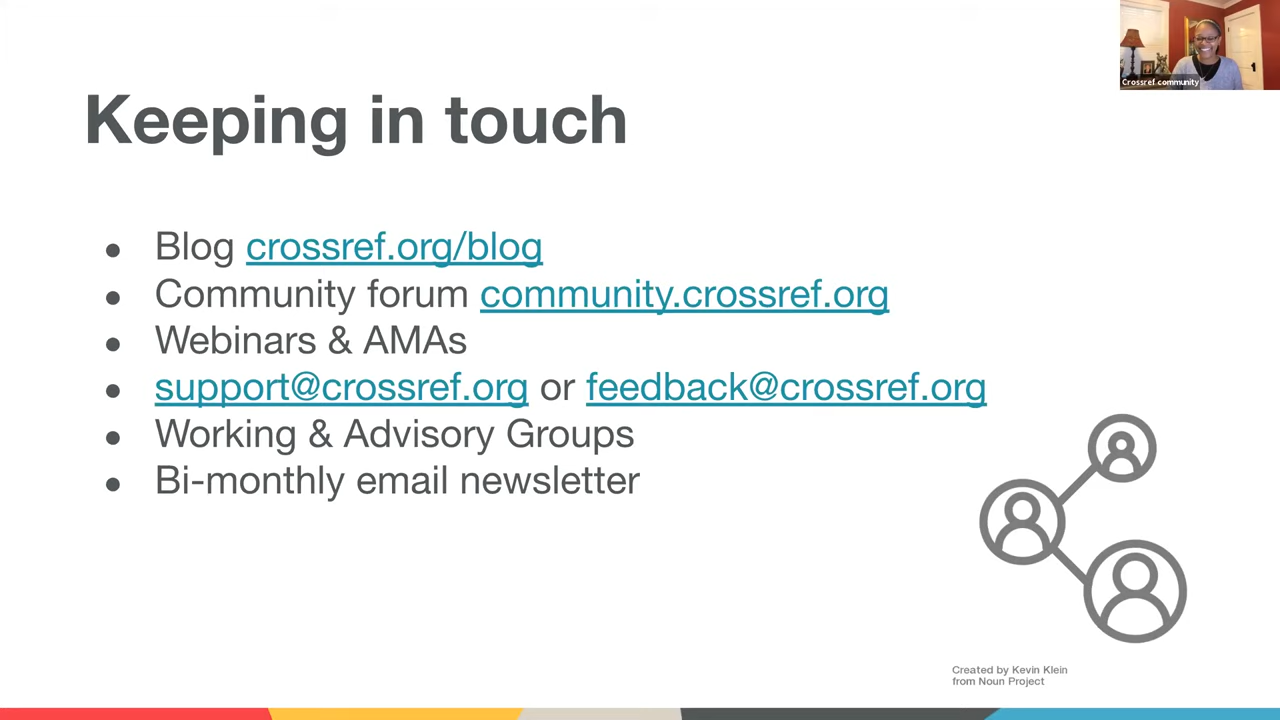 Crossref community
Keeping in touch
● Blog crossref.org/blog
● Community forum community.crossref.org
● Webinars & AMAs
● support@crossref.org or feedback@crossref.org
● Working & Advisory Groups
● Bi-monthly email newsletter
Created by Kevin Klein
from Noun Project